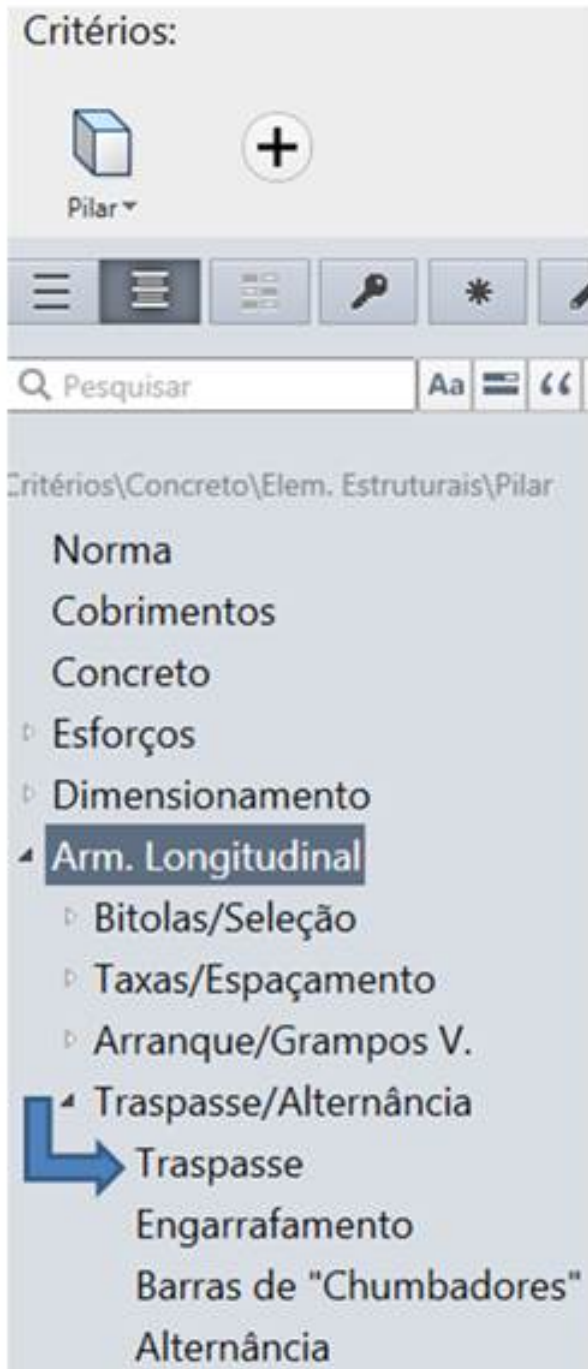 Critérios:
Pilar
Pesquisar
Aa
Critérios\Concreto\Elem. Estruturais\Pilar
Norma
Cobrimentos
Concreto
Esforços
Dimensionamento
Arm. Longitudinal
Bitolas/Seleção
Taxas/Espaçamento
Arranque/Grampos V.
Traspasse/Alternância
Traspasse
Engarrafamento
Barras de "Chumbadores"
Alternância